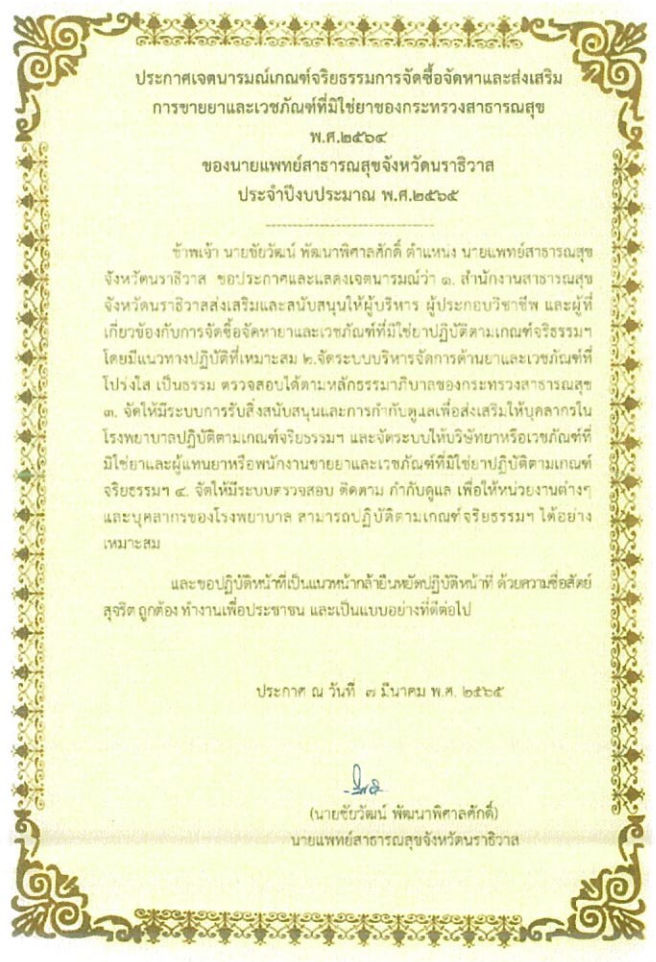 ประกาศเจตนารมณ์เกณฑ์จริยธรรมการจัดซื้อจัดหาและส่งเสริม
การขายยาและเวชภัณฑ์ที่มิใช่ยาของกระทรวงสาธารณสุข
พ.ศ.๒๕๖๔
ของนายแพทย์สาธารณสุขจังหวัดนราธิวาส
ประจำปีงบประมาณ พ.ศ.๒๕๖๕
ข้าพเจ้า นายชัยวัฒน์ พัฒนาพิศาลศักดิ์ ตำแหน่ง นายแพทย์สาธารณสุข
จังหวัดนราธิวาส ขอประกาศและแสดงเจตนารมณ์ว่า ๑. สำนักงานสาธารณสุข
จังหวัดนราธิวาสส่งเสริมและสนับสนุนให้ผู้บริหาร ผู้ประกอบวิชาชีพ และผู้ที่
เกี่ยวข้องกับการจัดซื้อจัดหายาและเวชภัณฑ์ที่มิใช่ยาปฏิบัติตามเกณฑ์จริธรรมฯ
โดยมีแนวทางปฏิบัติที่เหมาะสม ๒.จัดระบบบริหารจัดการด้านยาและเวชภัณฑ์ที่
โปร่งใส เป็นธรรม ตรวจสอบได้ตามหลักธรรมาภิบาลของกระทรวงสาธารณสุข
๓. จัดให้มีระบบการรับสิ่งสนับสนุนและการกำกับดูแลเพื่อส่งเสริมให้บุคลากรใน
โรงพยาบาลปฏิบัติตามเกณฑ์จริยธรรมฯ และจัดระบบให้บริษัทยาหรือเวชภัณฑ์ที่
มิใช่ยาและผู้แทนยาหรือพนักงานขายยาและเวชภัณฑ์ที่มิใช่ยาปฏิบัติตามเกณฑ์
จริยธรรมฯ ๔. จัดให้มีระบบตรวจสอบ ติดตาม กำกับดูแล เพื่อให้หน่วยงานต่างๆ
และบุคลากรของโรงพยาบาล สามารถปฏิบัติตามเกณฑ์จริยธรรมฯ ได้อย่าง
เหมาะสม
และขอปฏิบัติหน้าที่เป็นแนวหน้ากล้ายืนหยัดปฏิบัติหน้าที่ ด้วยความซื่อสัตย์
สุจริต ถูกต้อง ทำงานเพื่อประชาชน และเป็นแบบอย่างที่ดีต่อไป
ประกาศ ณ วันที่ ๗ มีนาคม พ.ศ. ๒๕๖๕
(นายชัยวัฒน์ พัฒนาพิศาลศักดิ์)
นายแพทย์สาธารณสุขจังหวัดนราธิวาส